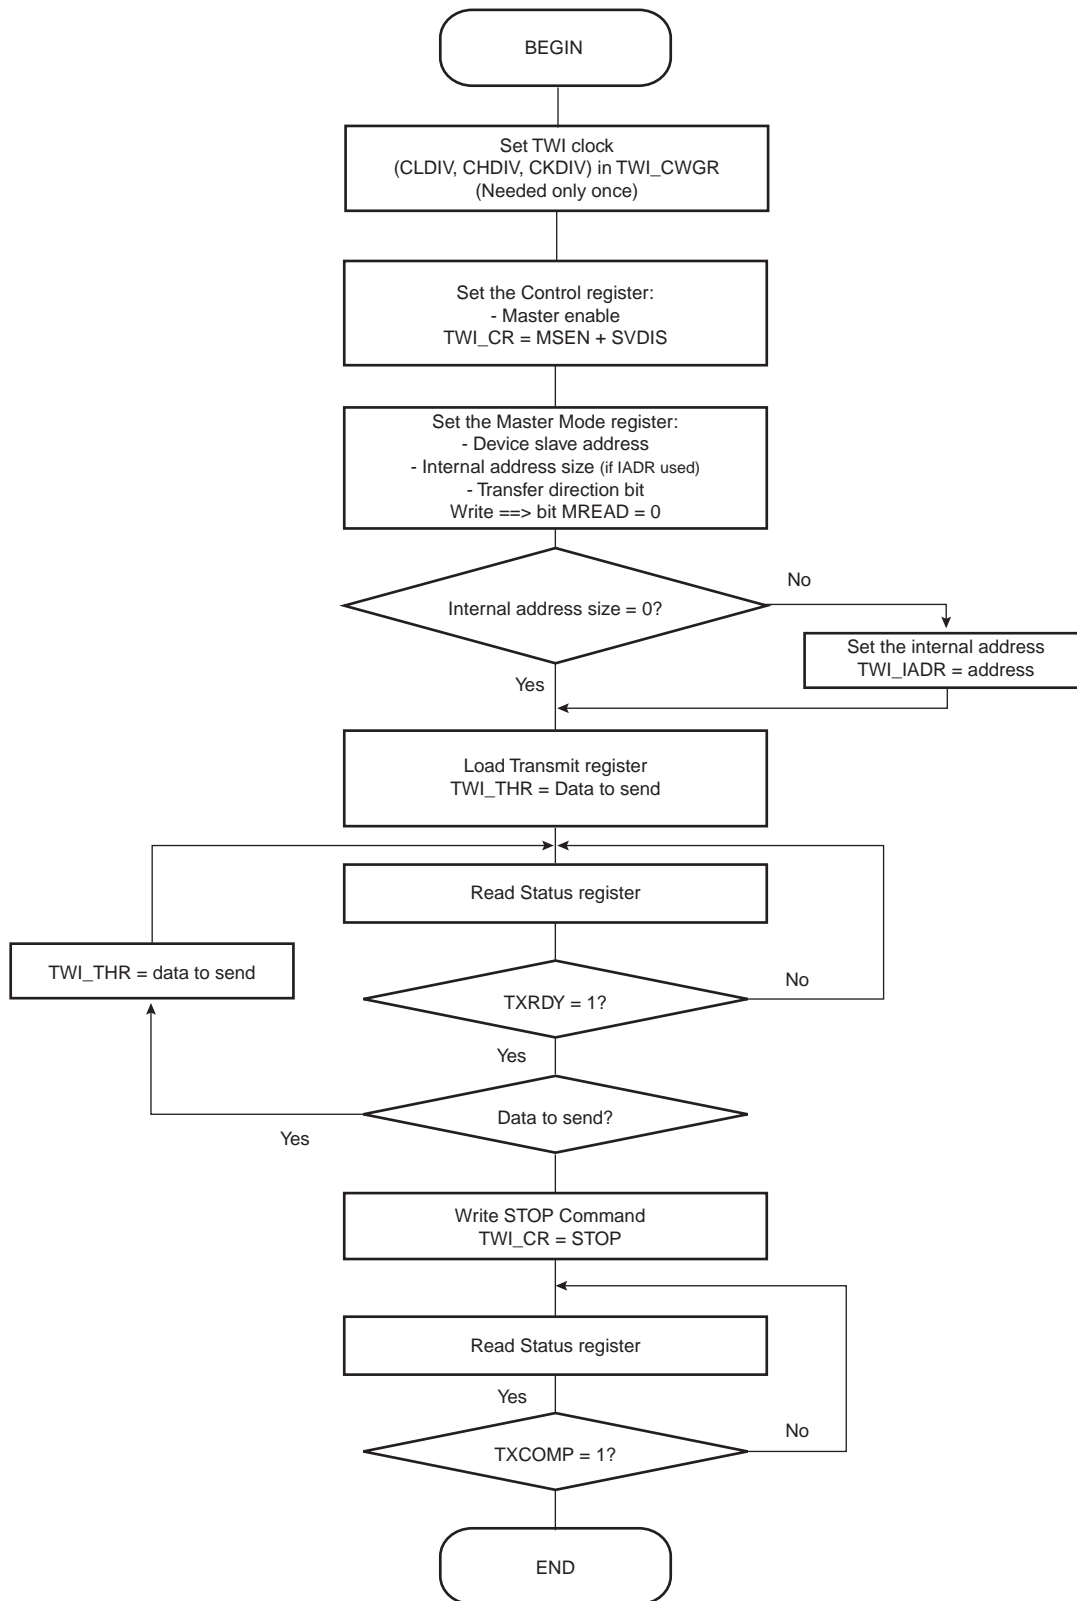 BEGIN
Set TWI clock
(CLDIV, CHDIV, CKDIV) in TWI_CWGR
(Needed only once)
Set the Control register:
- Master enable
TWI_CR = MSEN + SVDIS
Set the Master Mode register:
- Device slave address
- Internal address size (if IADR used)
- Transfer direction bit
Write ==> bit MREAD = 0
No
Internal address size = 0?
Set the internal address
TWI_IADR = address
Yes
Load Transmit register
TWI_THR = Data to send
Read Status register
TWI_THR = data to send
No
TXRDY = 1?
Yes
Data to send?
Yes
Write STOP Command
TWI_CR = STOP
Read Status register
Yes
No
TXCOMP = 1?
END